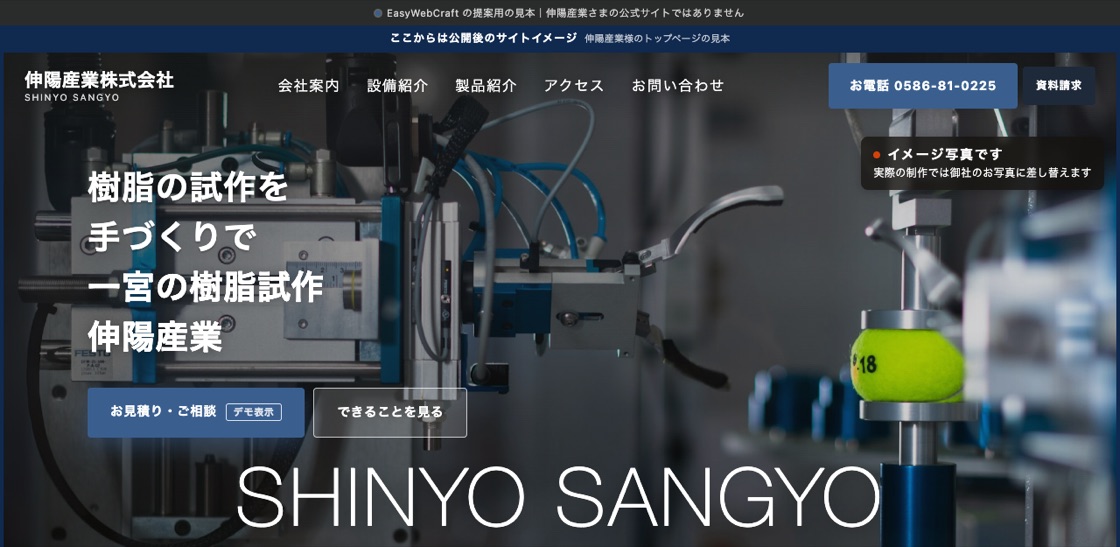 EasyWebCraft の提案用の見本｜伸陽産業さまの公式サイトではありません
ここからは公開後のサイトイメージ 伸陽産業様のトップページの見本
伸陽産業株式会社
SHINYO SANGYO
会社案内 設備紹介 製品紹介 アクセス お問い合わせ
お電話 0586-81-0225
資料請求
イメージ写真です
実際の制作では御社のお写真に差し替えます
樹脂の試作を
手づくりで
一宮の樹脂試作
伸陽産業
FESTO
18
お見積り・ご相談 デモ表示
できることを見る
SHINYO SANGYO